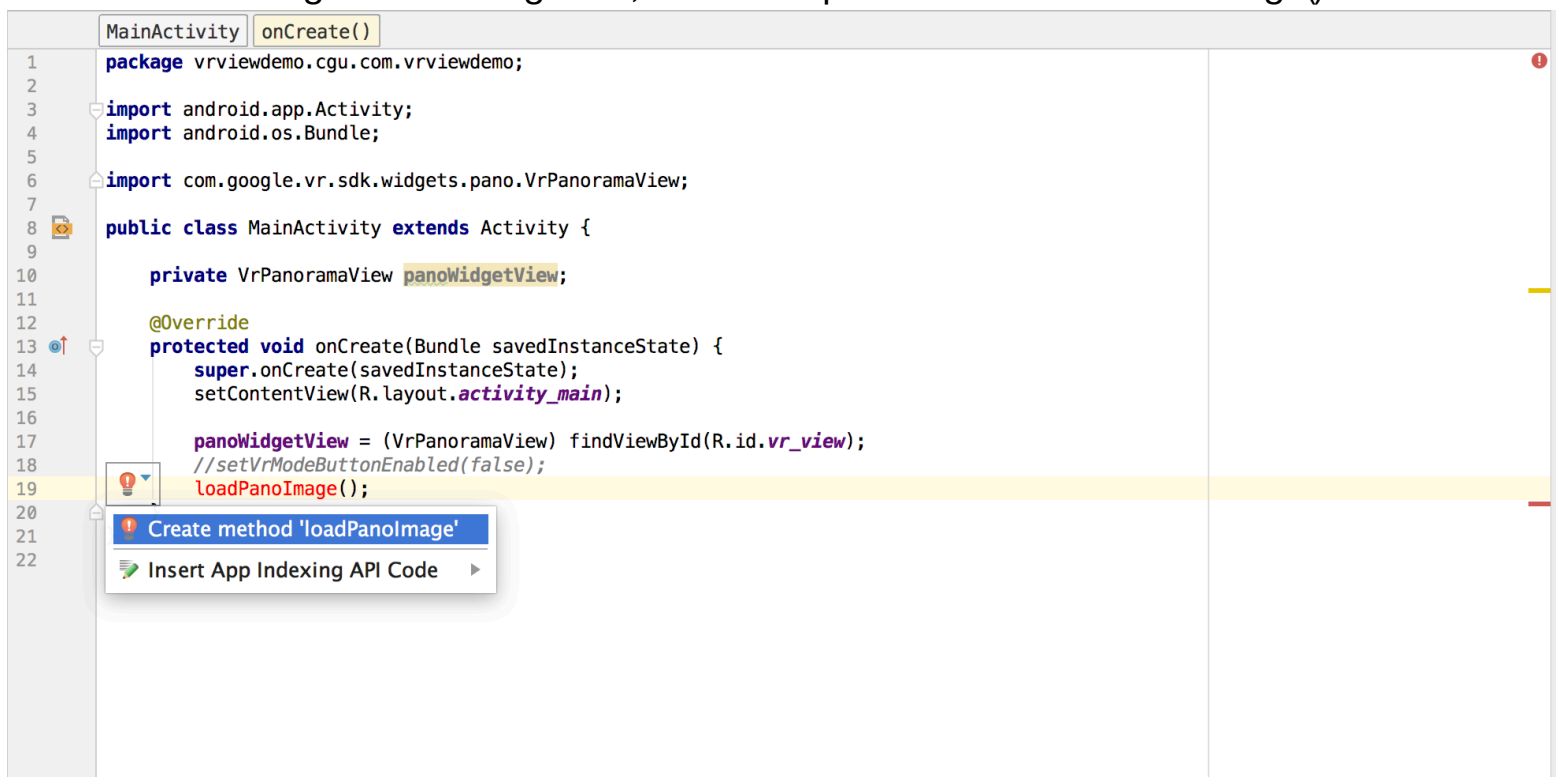 MainActivity onCreate()
1 package vrviewdemo.cgu.com.vrviewdemo;
2
3 import android.app.Activity;
4 import android.os.Bundle;
5
6 import com.google.vr.sdk.widgets.pano.VrPanoramaView;
7
8 public class MainActivity extends Activity {
9
10 private VrPanoramaView panoWidgetView;
11
12 @Override
13 protected void onCreate(Bundle savedInstanceState) {
14 super.onCreate(savedInstanceState);
15 setContentView(R.layout.activity_main);
16
17 panoWidgetView = (VrPanoramaView) findViewById(R.id.vr_view);
18 //setVrModeButtonEnabled(false);
19 loadPanoImage();
20
Create method 'loadPanoImage'
21
22
Insert App Indexing API Code